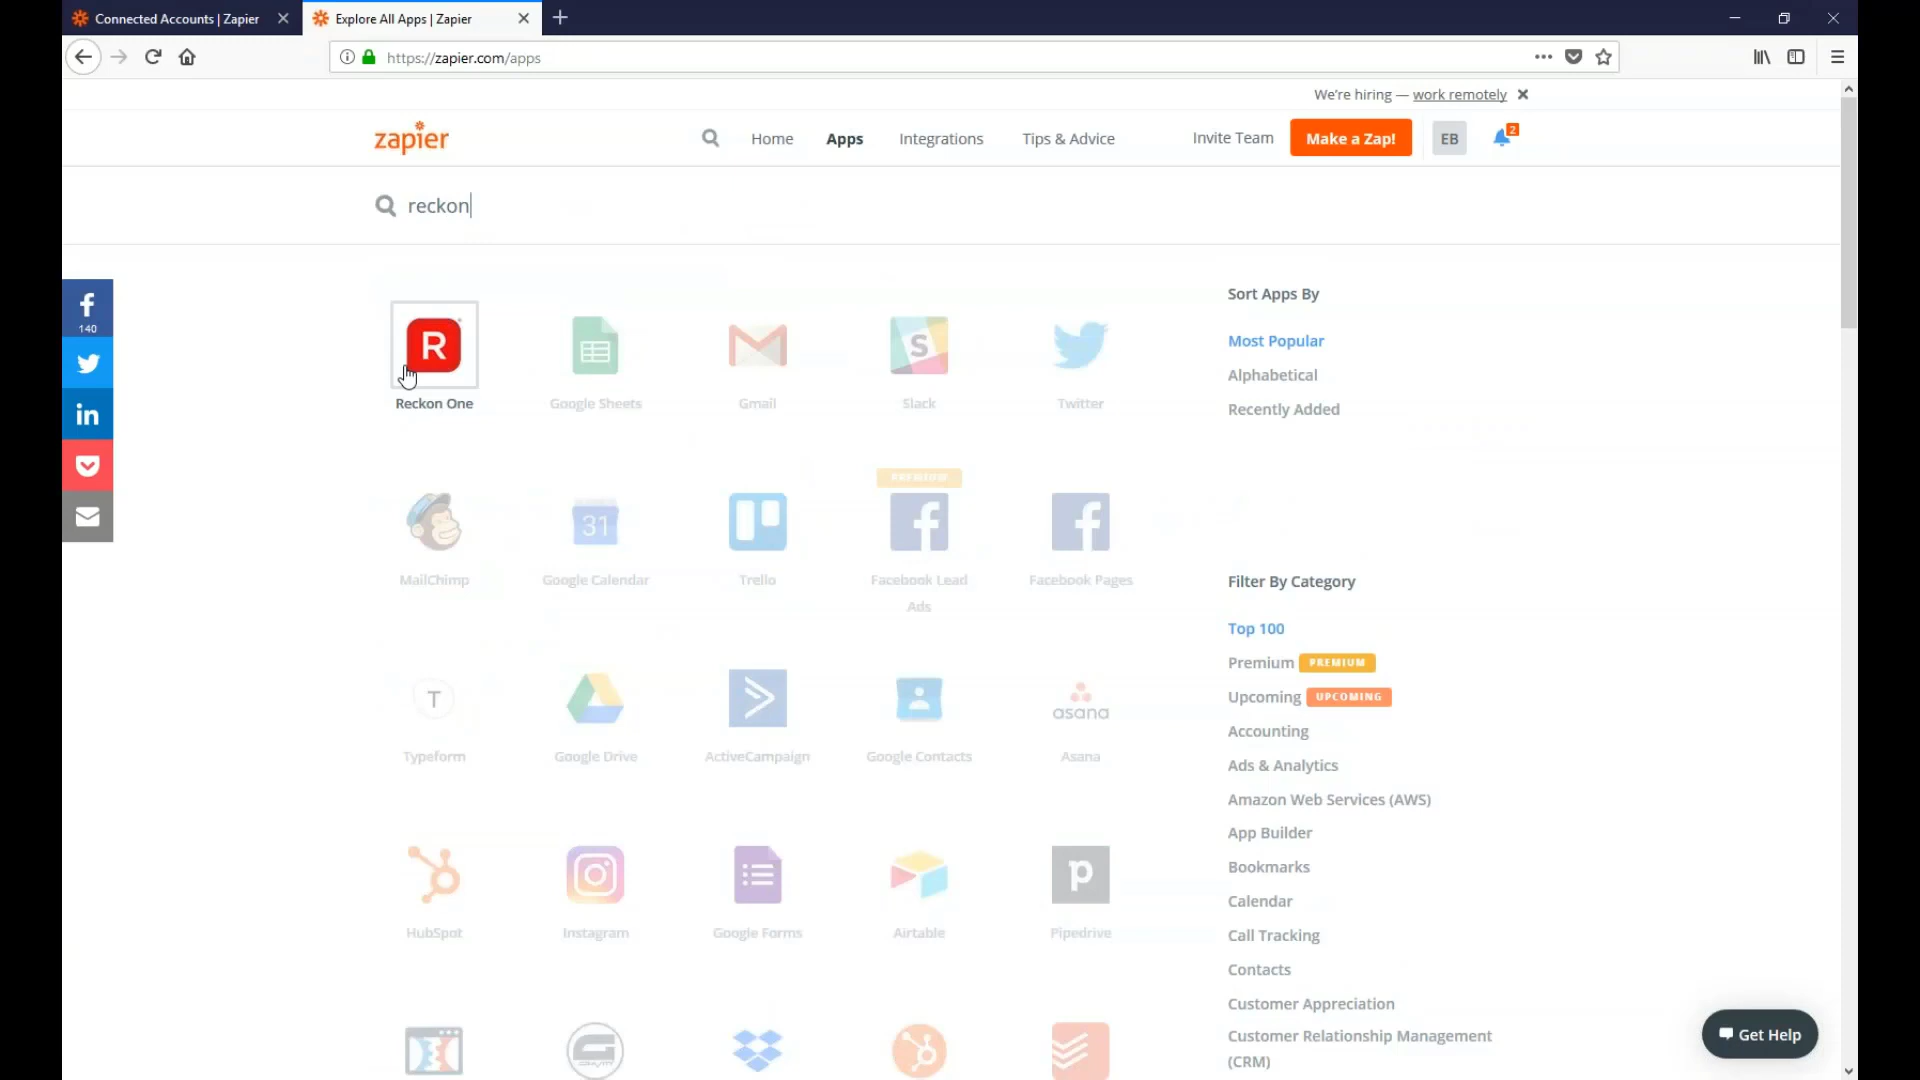 Connected Accounts | Zapier
Explore All Apps | Zapier
https://zapier.com/apps
We're hiring — work remotely
zapier
Home
Apps
Integrations
Tips & Advice
Invite Team
Make a Zap!
EB
2
reckon
140
R
Reckon One
Google Sheets
Gmail
S
Slack
Twitter
Sort Apps By
Most Popular
Alphabetical
Recently Added
MailChimp
31
Google Calendar
Trello
PREMIUM
Facebook Lead
Ads
Facebook Pages
Filter By Category
Top 100
Premium PREMIUM
Upcoming UPCOMING
Accounting
Ads & Analytics
Amazon Web Services (AWS)
App Builder
Bookmarks
Calendar
Call Tracking
Contacts
Customer Appreciation
Customer Relationship Management
(CRM)
T
Typeform
Google Drive
ActiveCampaign
Google Contacts
asana
Asana
HubSpot
Instagram
Google Forms
Airtable
p
Pipedrive
Get Help